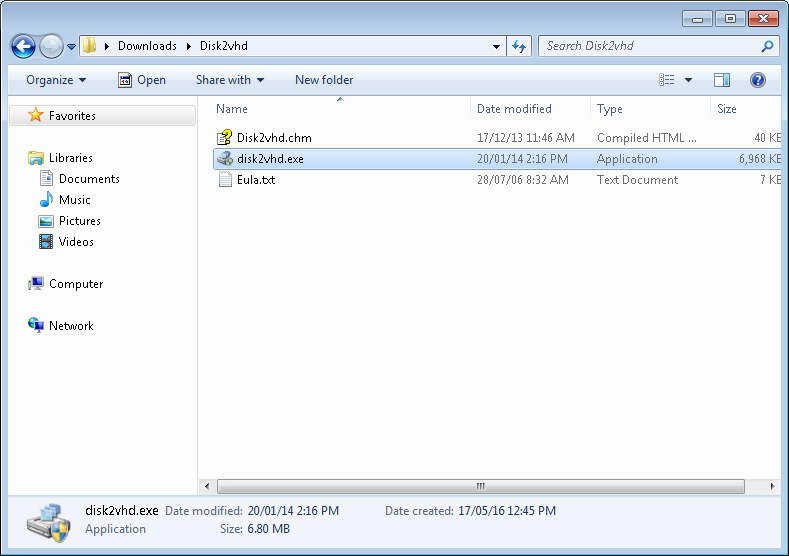 Downloads Disk2vhd Search Disk2vhd
Organize Open Share with New folder
Name Date modified Type Size
Favorites
Disk2vhd.chm 17/12/13 11:46 AM Compiled HTML ... 40 KB
disk2vhd.exe 20/01/14 2:16 PM Application 6,968 KB
Eula.txt 28/07/06 8:32 AM Text Document 7 KB
Libraries
Documents
Music
Pictures
Videos
Computer
Network
disk2vhd.exe Date modified: 20/01/14 2:16 PM Date created: 17/05/16 12:45 PM
Application Size: 6.80 MB